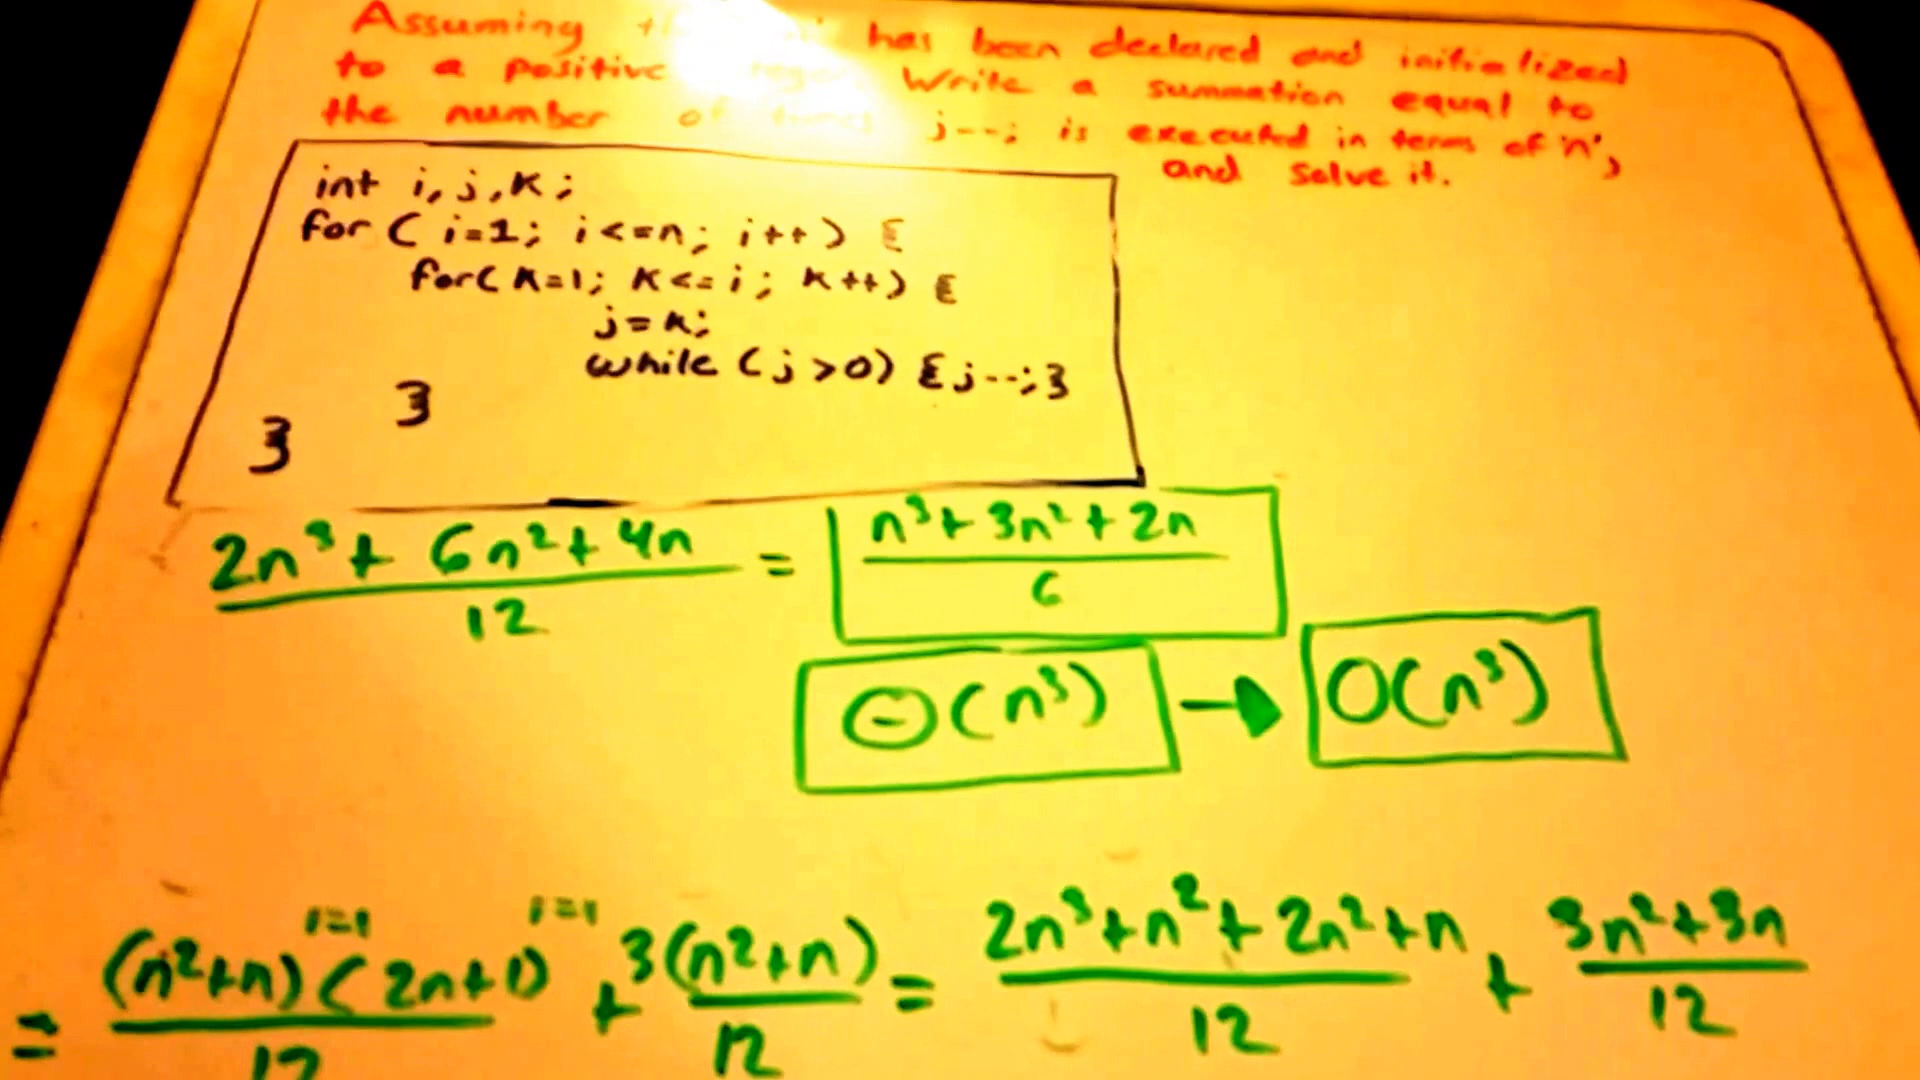 Assuming has been declared and initialized
to a positive Write a summation equal to
the number of times j--; is executed in terms of 'n',
and solve it.
int i, j, k;
for ( i=1; i<=n; i++) {
for( k=1; k<=i; k++) {
j=k;
while (j>0) {j--;}
}
}
2n³ + 6n² + 4n / 12 = n³ + 3n² + 2n / 6
Θ(n³) → O(n³)
i=1 i=1
= (n²+n)(2n+1) / 12 + 3(n²+n) / 12 = 2n³+n²+2n²+n / 12 + 3n²+3n / 12